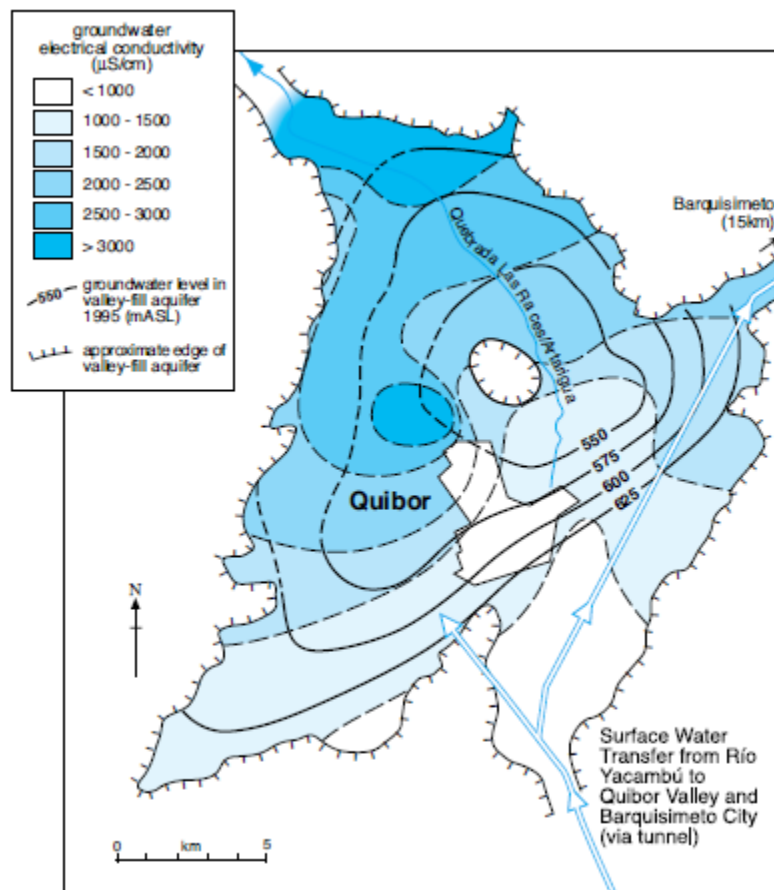 groundwater
electrical conductivity
(µS/cm)
< 1000
1000 - 1500
1500 - 2000
2000 - 2500
2500 - 3000
> 3000
550
groundwater level in
valley-fill aquifer
1995 (mASL)
approximate edge of
valley-fill aquifer
Barquisimeto
(15km)
Quebrada Las Raíces/Atarigua
550
575
600
625
Quibor
N
Surface Water
Transfer from Río
Yacambú to
Quibor Valley and
Barquisimeto City
(via tunnel)
0 km 5